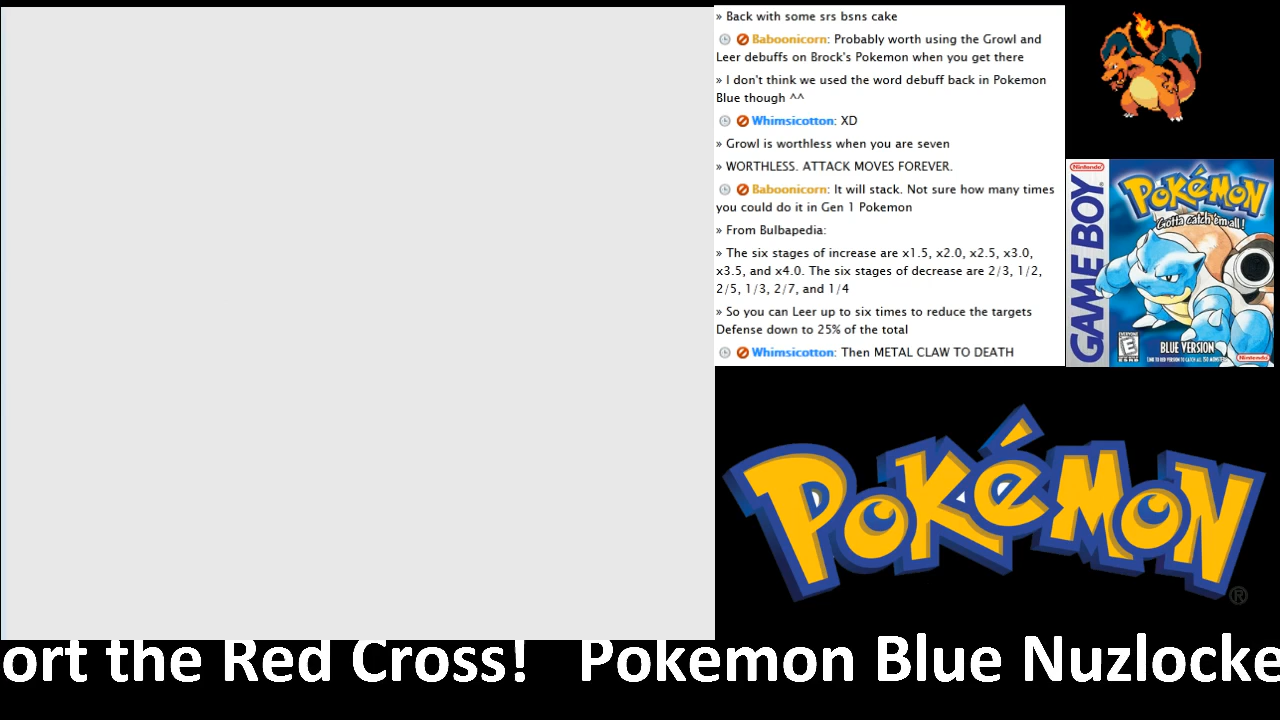 » Back with some srs bsns cake
Baboonicorn: Probably worth using the Growl and
Leer debuffs on Brock's Pokemon when you get there
» I don't think we used the word debuff back in Pokemon
Blue though ^^
Whimsicotton: XD
» Growl is worthless when you are seven
» WORTHLESS. ATTACK MOVES FOREVER.
Baboonicorn: It will stack. Not sure how many times
you could do it in Gen 1 Pokemon
» From Bulbapedia:
» The six stages of increase are x1.5, x2.0, x2.5, x3.0,
x3.5, and x4.0. The six stages of decrease are 2/3, 1/2,
2/5, 1/3, 2/7, and 1/4
» So you can Leer up to six times to reduce the targets
Defense down to 25% of the total
Whimsicotton: Then METAL CLAW TO DEATH
Nintendo
GAME BOY
POKéMON
Gotta catch 'em all!
EVERYONE
E
ESRB
BLUE VERSION
Nintendo
POKéMON
®
ort the Red Cross! Pokemon Blue Nuzlocke